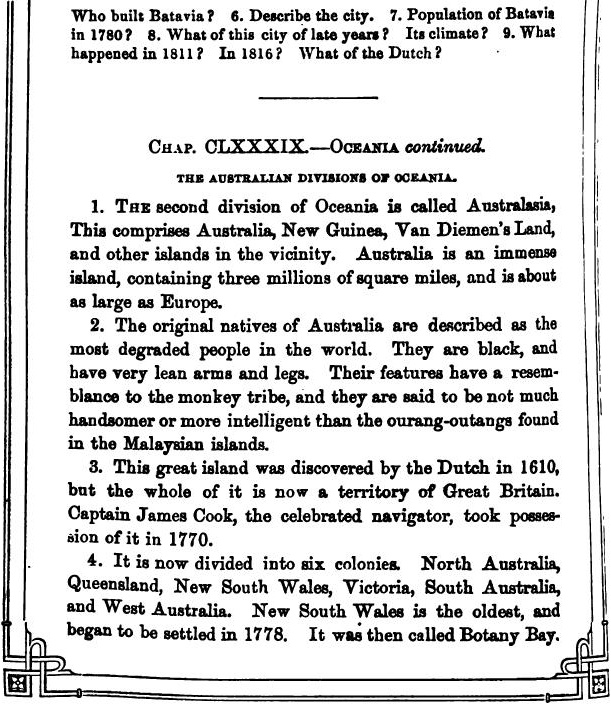 Who built Batavia? 6. Describe the city. 7. Population of Batavia
in 1780? 8. What of this city of late years? Its climate? 9. What
happened in 1811? In 1816? What of the Dutch?
CHAP. CLXXXIX.—OCEANIA continued.
THE AUSTRALIAN DIVISIONS OF OCEANIA.
1. THE second division of Oceania is called Australasia,
This comprises Australia, New Guinea, Van Diemen's Land,
and other islands in the vicinity. Australia is an immense
island, containing three millions of square miles, and is about
as large as Europe.
2. The original natives of Australia are described as the
most degraded people in the world. They are black, and
have very lean arms and legs. Their features have a resem-
blance to the monkey tribe, and they are said to be not much
handsomer or more intelligent than the ourang-outangs found
in the Malaysian islands.
3. This great island was discovered by the Dutch in 1610,
but the whole of it is now a territory of Great Britain.
Captain James Cook, the celebrated navigator, took posses-
sion of it in 1770.
4. It is now divided into six colonies. North Australia,
Queensland, New South Wales, Victoria, South Australia,
and West Australia. New South Wales is the oldest, and
began to be settled in 1778. It was then called Botany Bay.